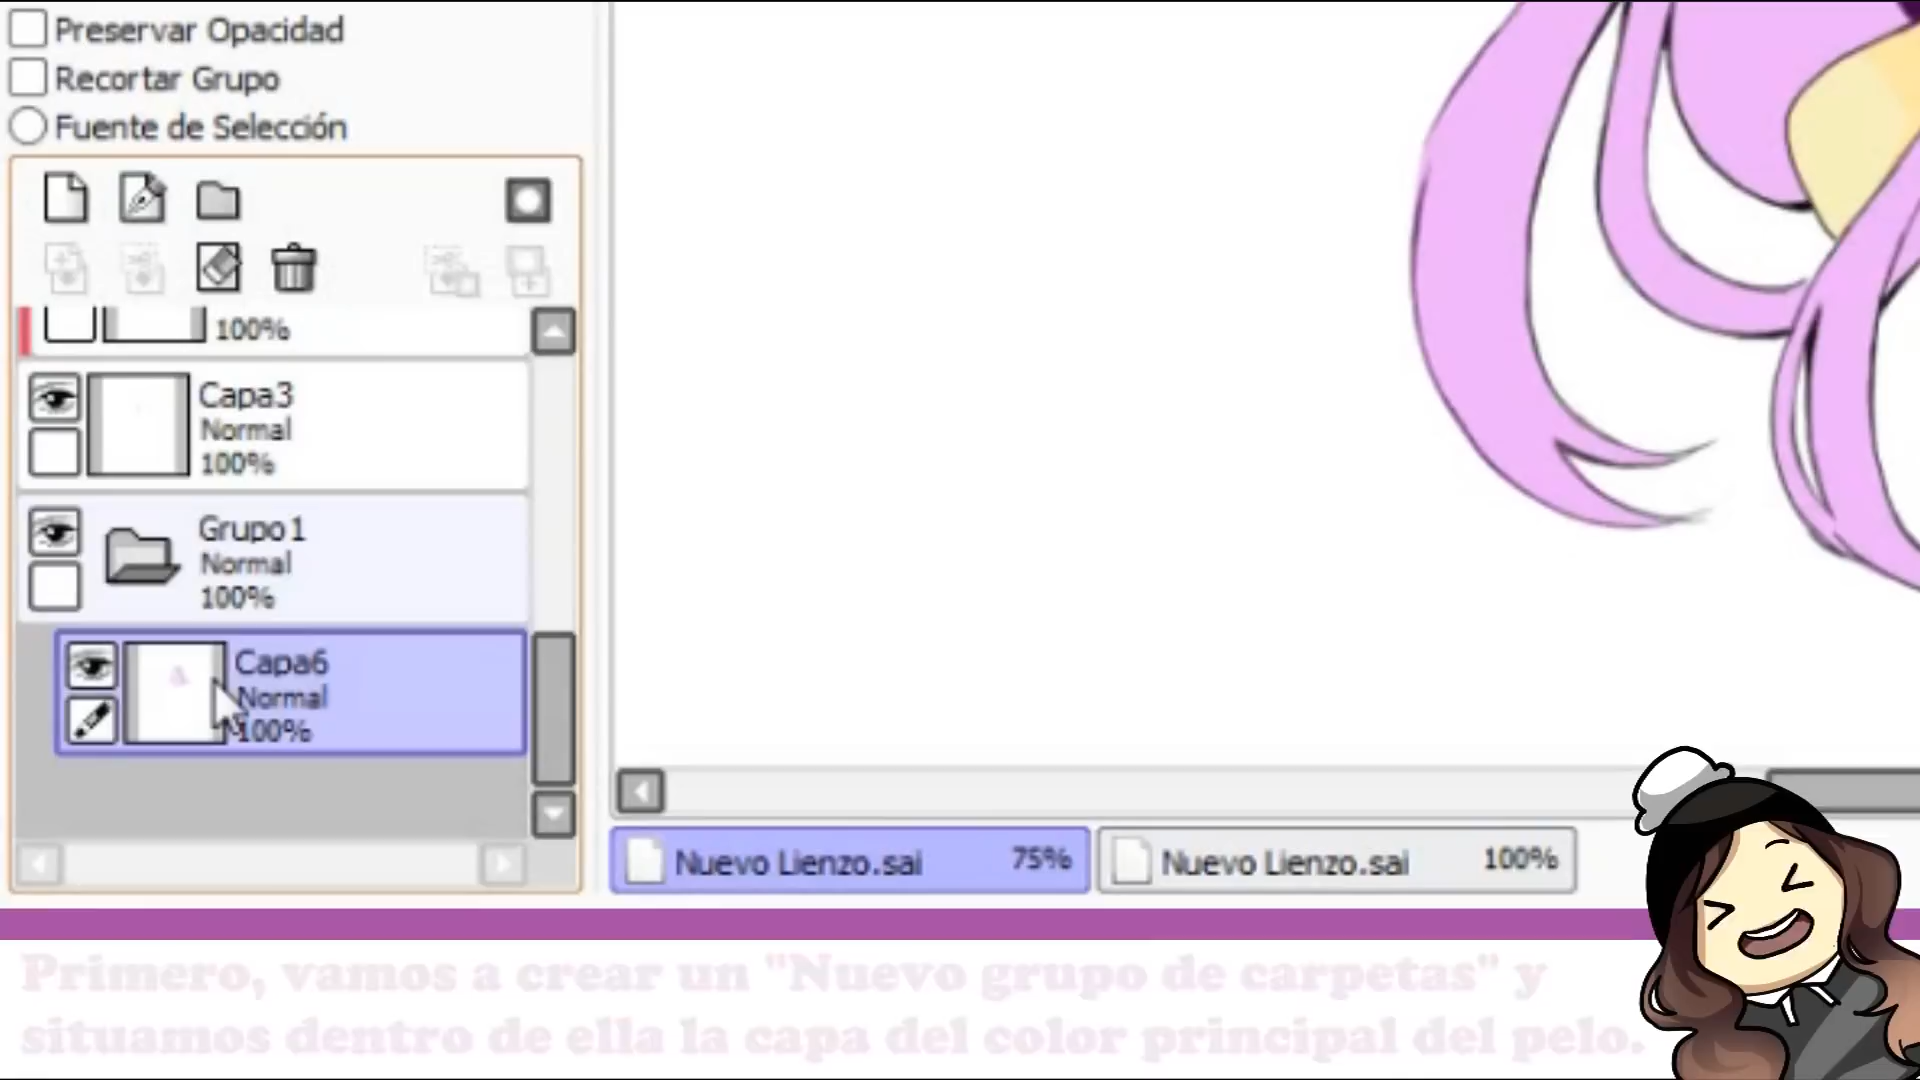 Preservar Opacidad
Recortar Grupo
Fuente de Selección
100%
Capa3
Normal
100%
Grupo1
Normal
100%
Capa6
Normal
100%
Nuevo Lienzo.sai 75%
Nuevo Lienzo.sai 100%
Primero, vamos a crear un "Nuevo grupo de carpetas" y
situamos dentro de ella la capa del color principal del pelo.